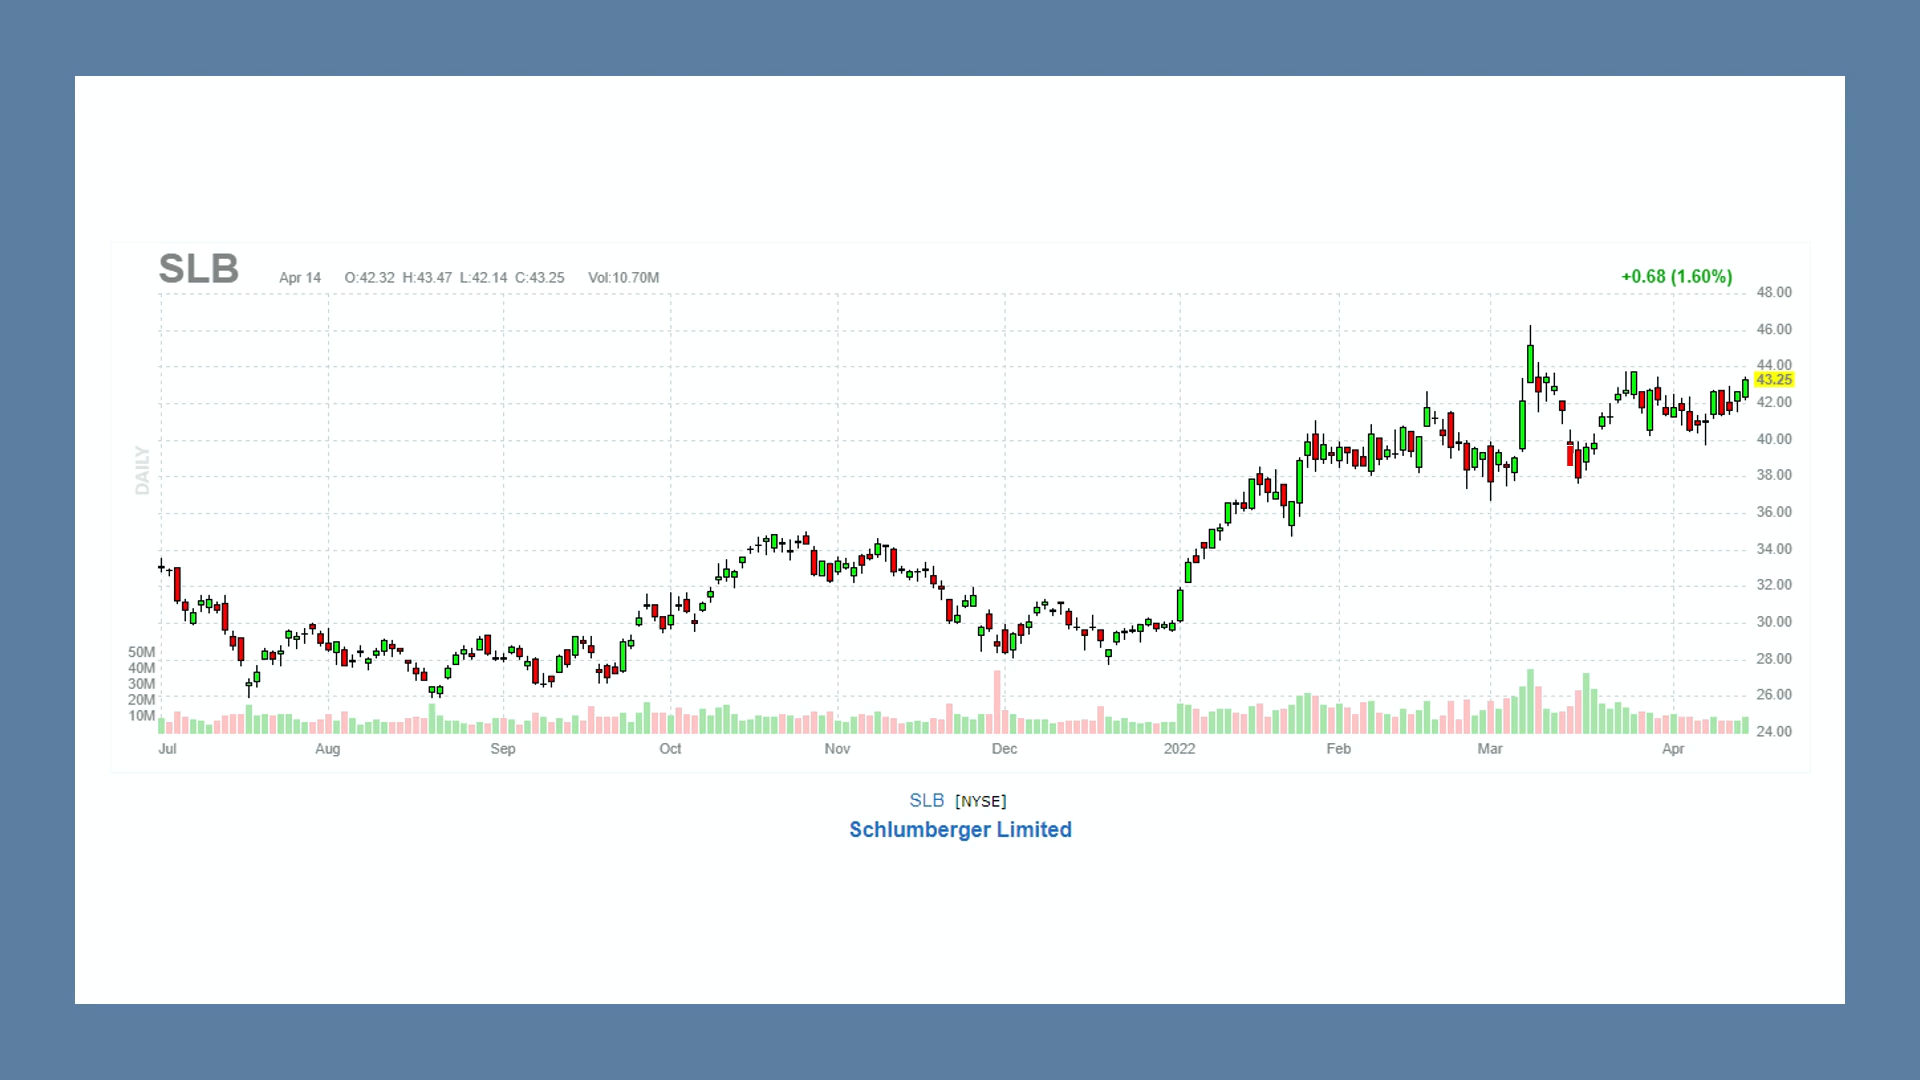 SLB Apr 14 O:42.32 H:43.47 L:42.14 C:43.25 Vol:10.70M +0.68 (1.60%)
48.00
46.00
44.00
43.25
42.00
40.00
DAILY
38.00
36.00
34.00
32.00
30.00
50M
28.00
40M
30M
26.00
20M
10M
24.00
Jul Aug Sep Oct Nov Dec 2022 Feb Mar Apr
SLB [NYSE]
Schlumberger Limited